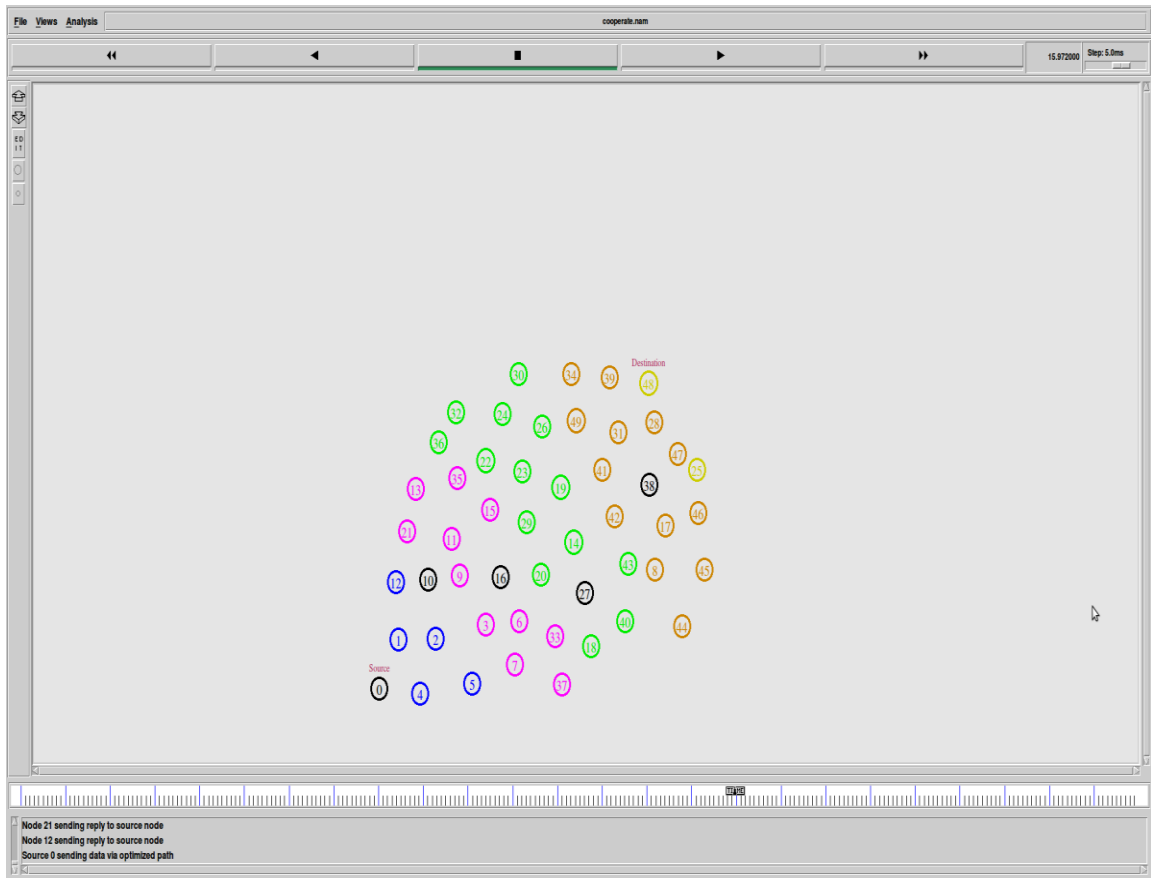 File Views Analysis cooperate.nam
15.972000 Step: 5.0ms
ED
IT
Destination
30 34 39 48
32 24 26 49 31 28
36 22 23 41 47 25
13 35 19 38
21 15 29 42 17 46
11 14
12 10 9 16 20 27 43 8 45
1 2 3 6 33 18 40 44
7
Source
0 4 5 37
TIME
Node 21 sending reply to source node
Node 12 sending reply to source node
Source 0 sending data via optimized path